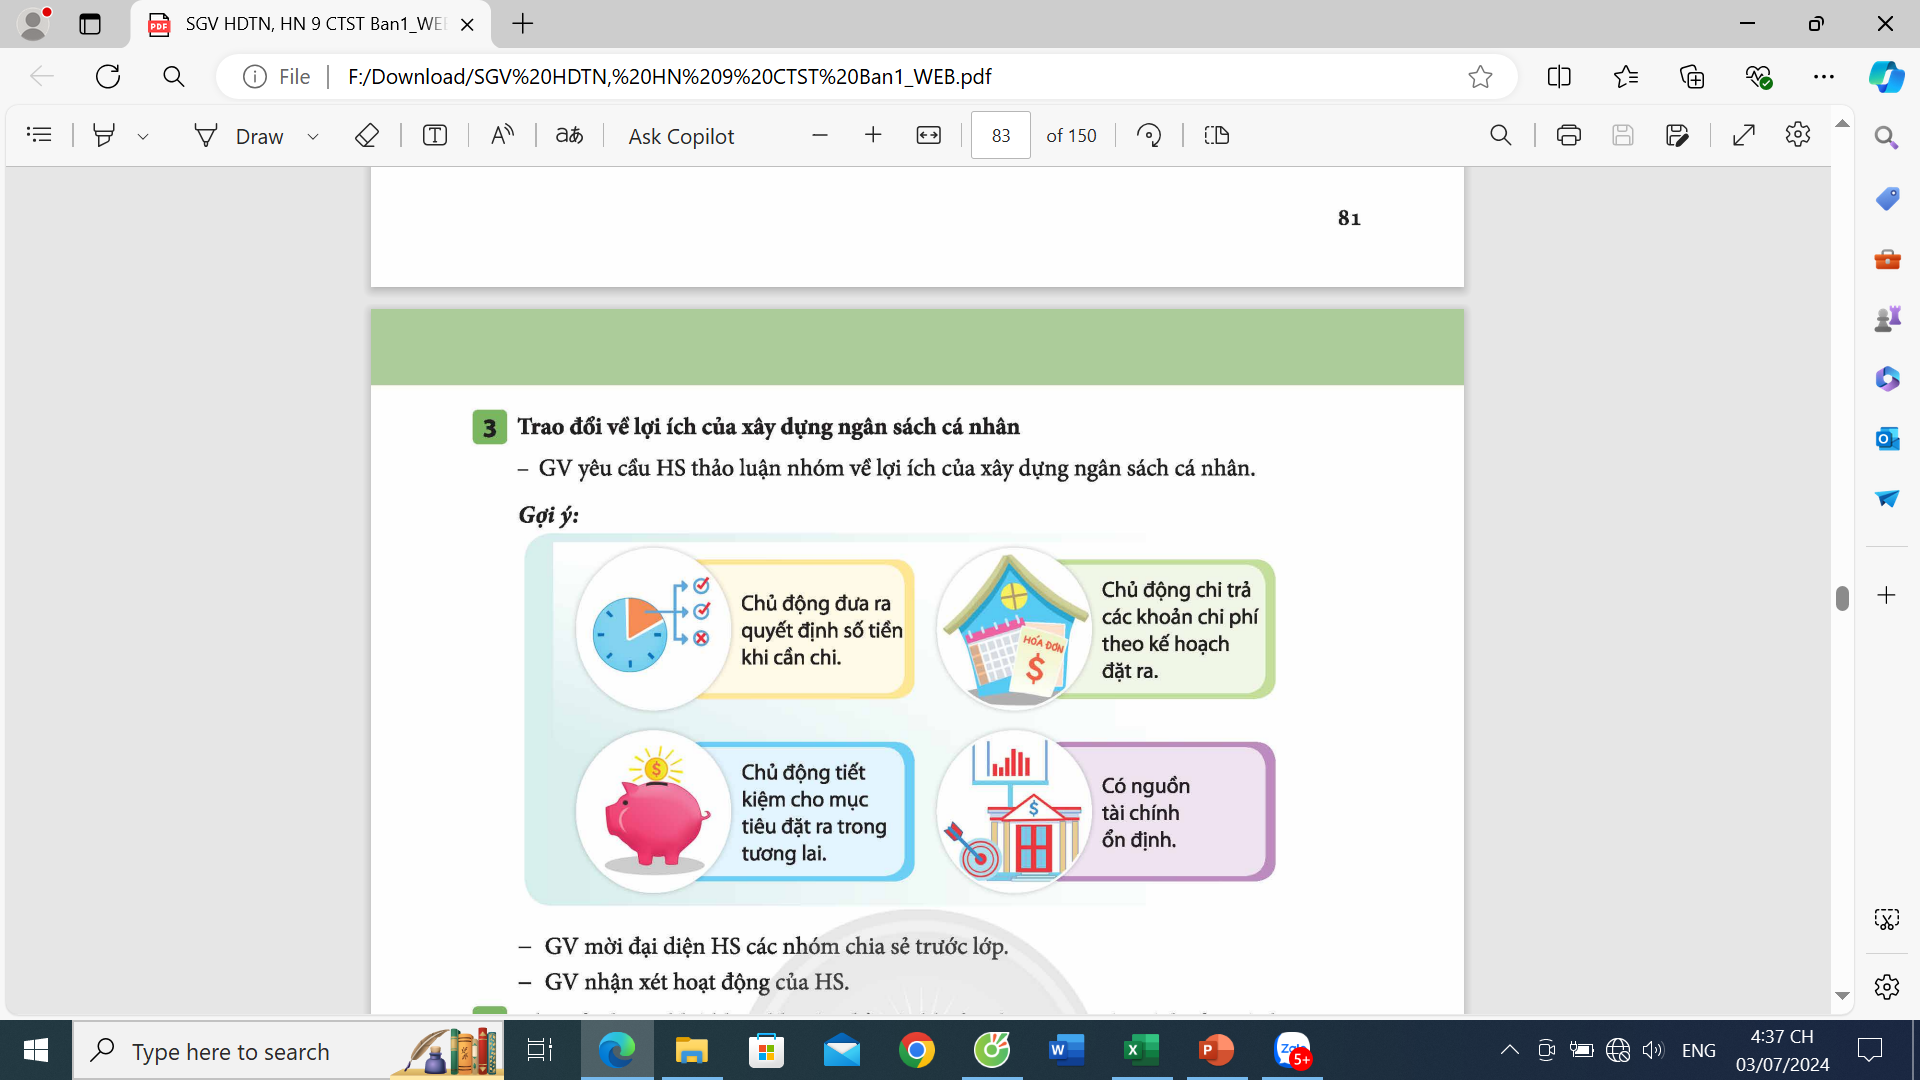 SGV HDTN, HN 9 CTST Ban1_WEB
File
F:/Download/SGV%20HDTN,%20HN%209%20CTST%20Ban1_WEB.pdf
Draw
aあ
Ask Copilot
83
of 150
81
3 Trao đổi về lợi ích của xây dựng ngân sách cá nhân
– GV yêu cầu HS thảo luận nhóm về lợi ích của xây dựng ngân sách cá nhân.
Gợi ý:
Chủ động đưa ra
quyết định số tiền
khi cần chi.
HÓA ĐƠN
$
Chủ động chi trả
các khoản chi phí
theo kế hoạch
đặt ra.
$
Chủ động tiết
kiệm cho mục
tiêu đặt ra trong
tương lai.
$
Có nguồn
tài chính
ổn định.
– GV mời đại diện HS các nhóm chia sẻ trước lớp.
– GV nhận xét hoạt động của HS.
Type here to search
Zalo
5+
ENG
4:37 CH
03/07/2024